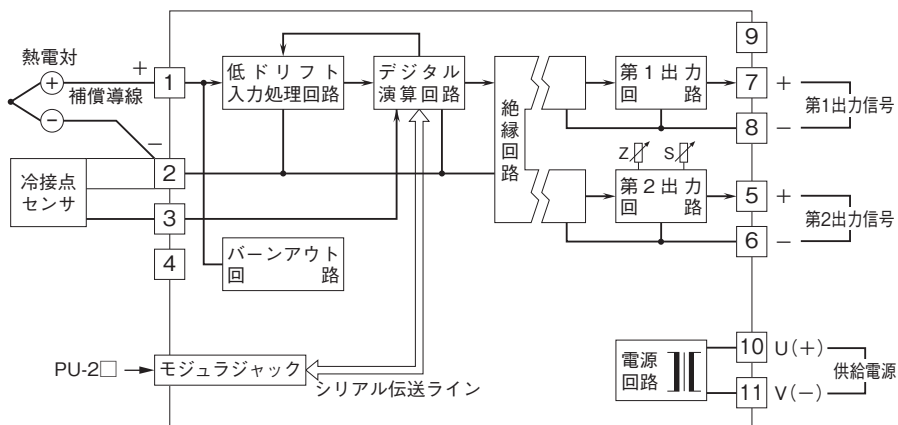 熱電対
+
補償導線
+
−
−
冷接点
センサ
1
2
3
4
低ドリフト
入力処理回路
デジタル
演算回路
バーンアウト
回 路
絶縁回路
第1出力
回 路
Z
S
第2出力
回 路
9
7
+
8
−
第1出力信号
5
+
6
−
第2出力信号
PU-2□
モジュラジャック
シリアル伝送ライン
電源
回路
10
U(+)
11
V(−)
供給電源